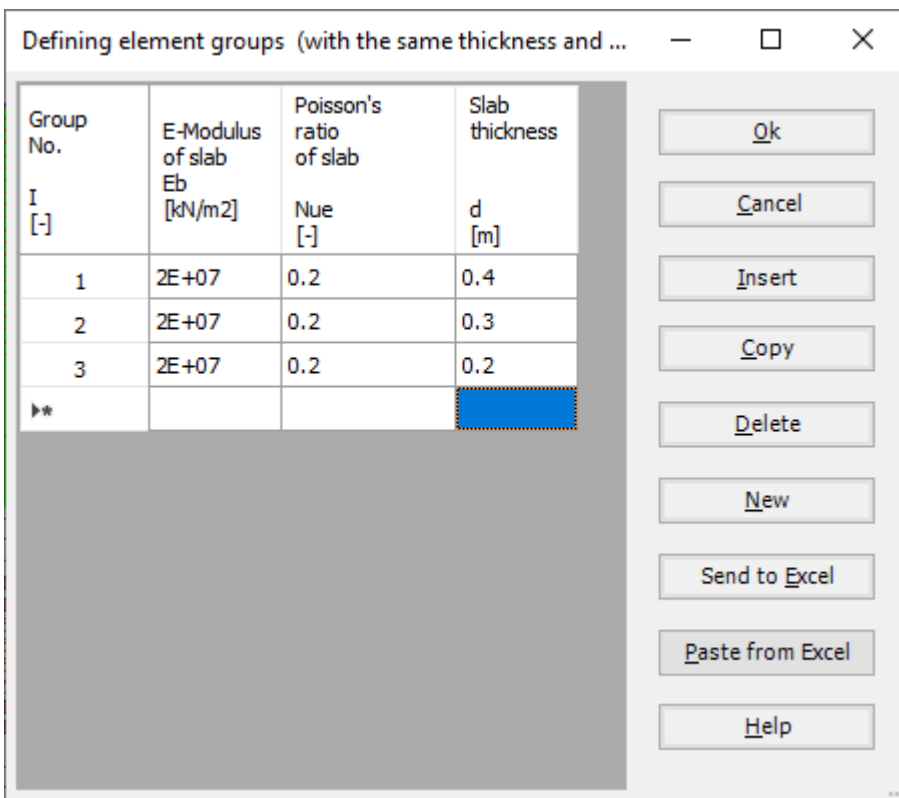 Defining element groups (with the same thickness and ...
Group
No.
I
[-]
E-Modulus
of slab
Eb
[kN/m2]
Poisson's
ratio
of slab
Nue
[-]
Slab
thickness
d
[m]
1 2E+07 0.2 0.4
2 2E+07 0.2 0.3
3 2E+07 0.2 0.2
Ok
Cancel
Insert
Copy
Delete
New
Send to Excel
Paste from Excel
Help